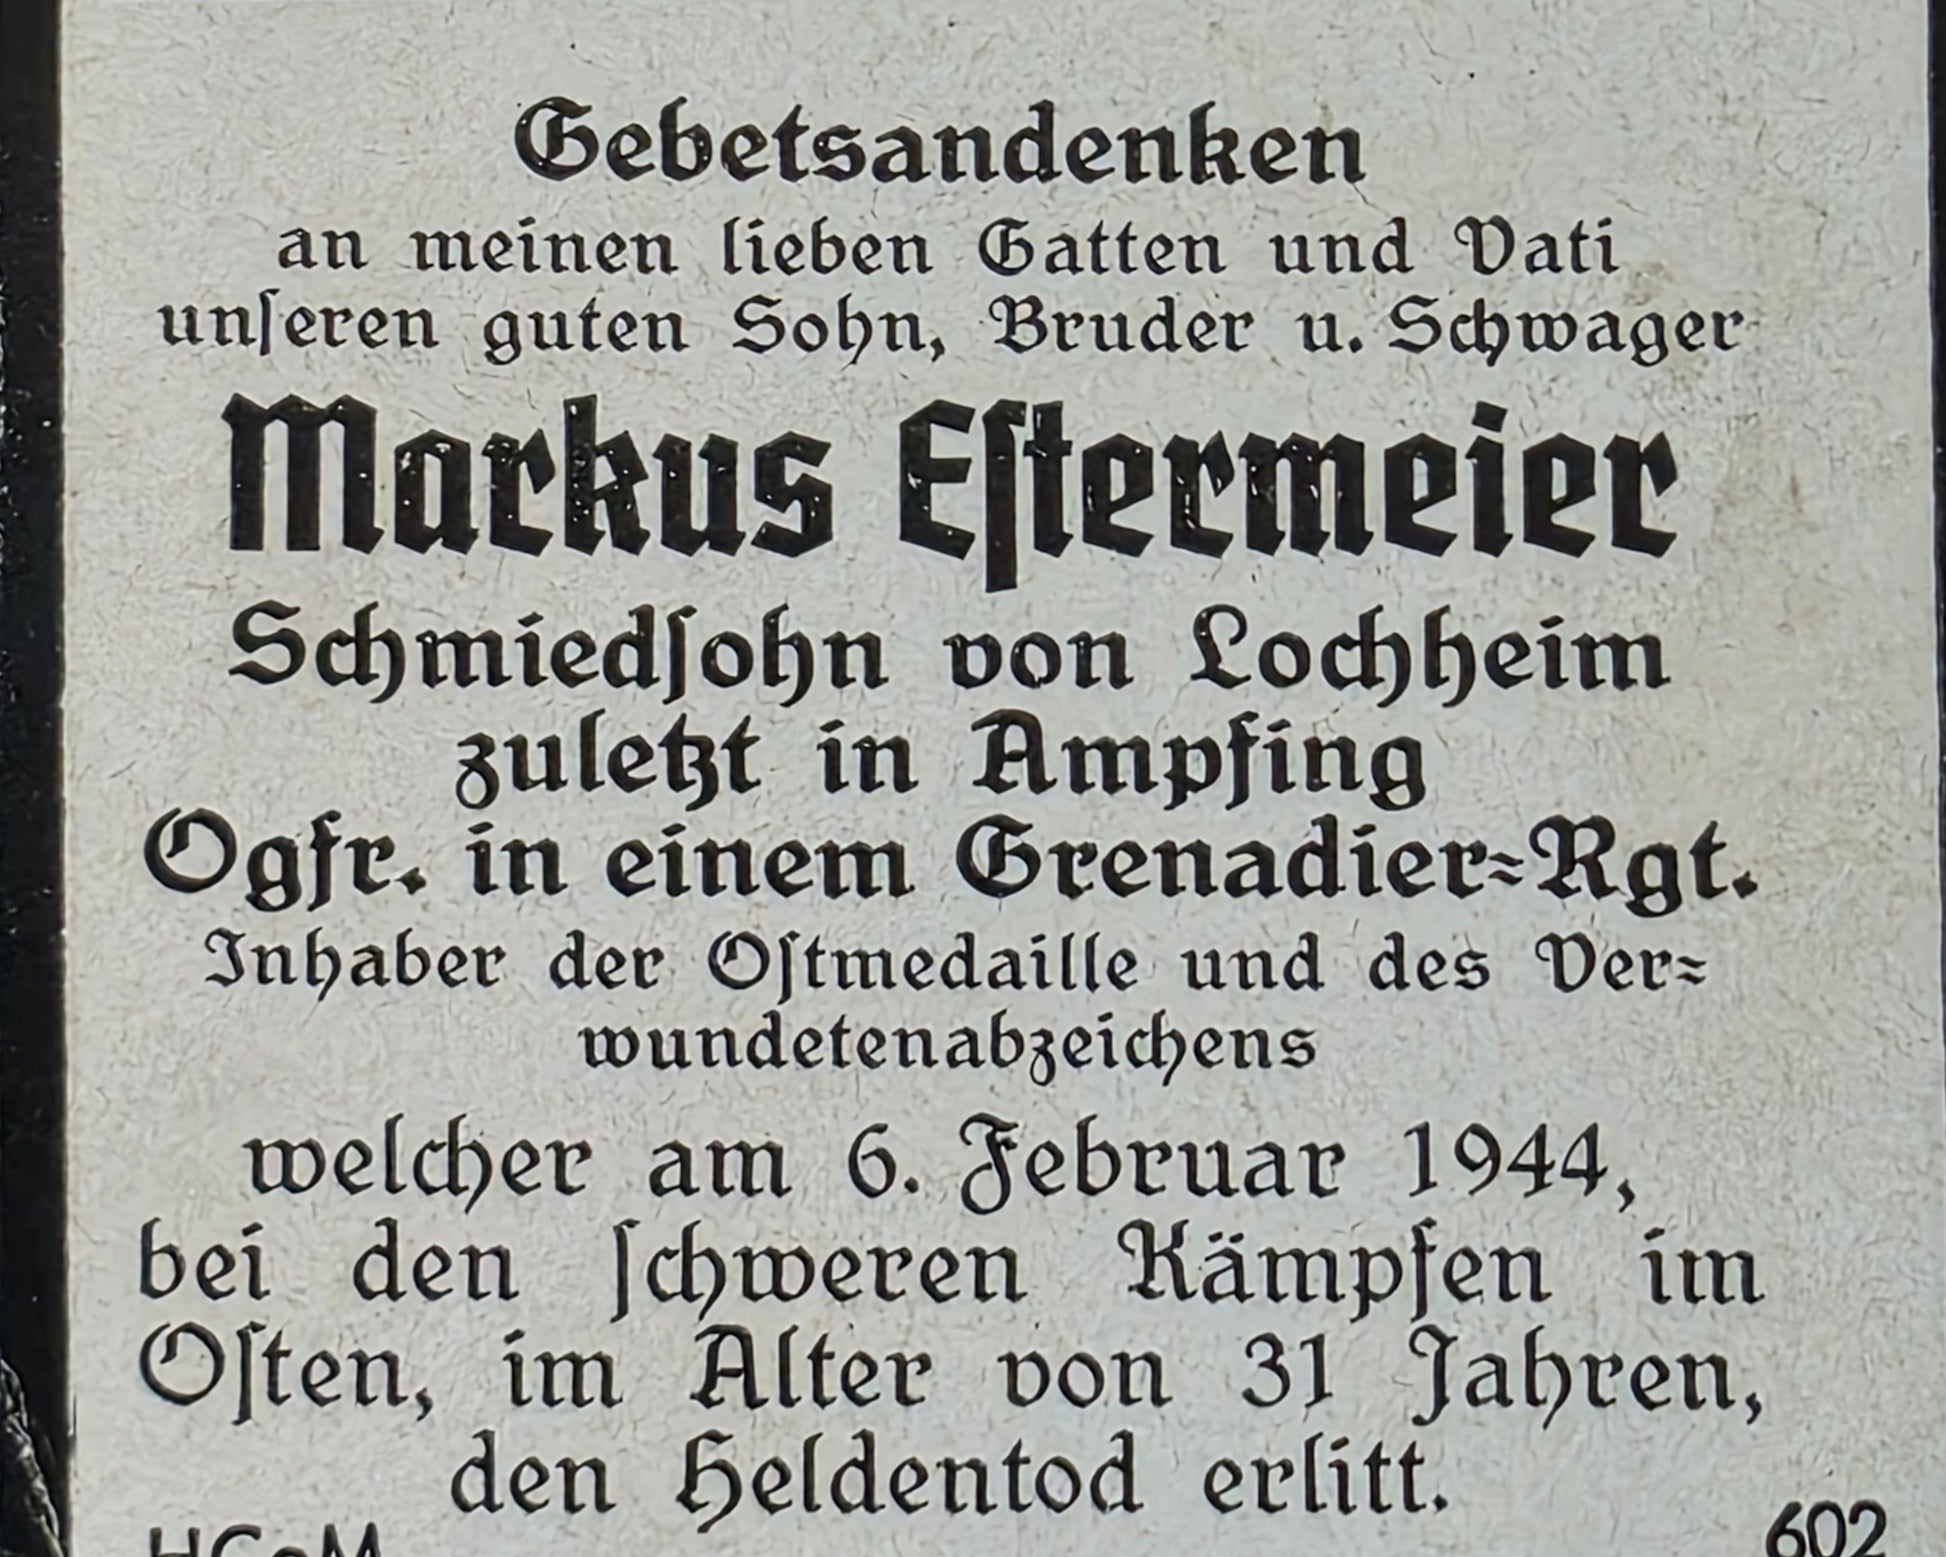 Gebetsandenken
an meinen lieben Gatten und Vati
unſeren guten Sohn, Bruder u. Schwager
Markus Eſtermeier
Schmiedſohn von Lochheim
zuletzt in Ampfing
Ogfr. in einem Grenadier-Rgt.
Inhaber der Oſtmedaille und des Ver-
wundetenabzeichens
welcher am 6. Februar 1944,
bei den ſchweren Kämpfen im
Oſten, im Alter von 31 Jahren,
den Heldentod erlitt.
602